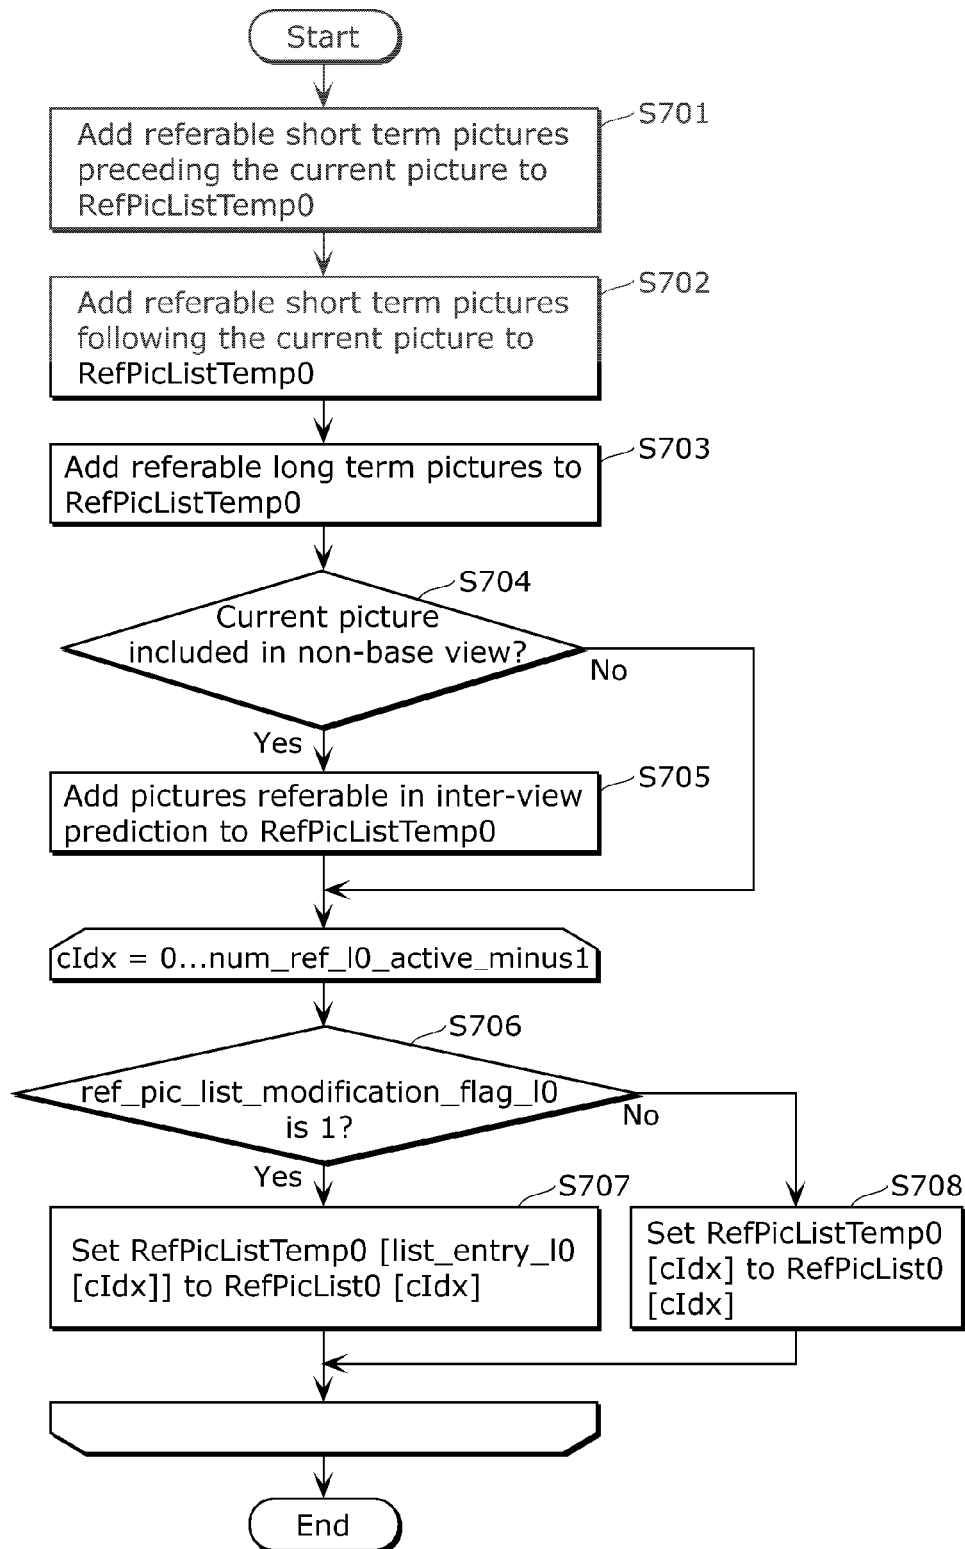 Start
S701
Add referable short term pictures
preceding the current picture to
RefPicListTemp0
S702
Add referable short term pictures
following the current picture to
RefPicListTemp0
S703
Add referable long term pictures to
RefPicListTemp0
S704
Current picture
included in non-base view?
No
Yes
S705
Add pictures referable in inter-view
prediction to RefPicListTemp0
cIdx = 0...num_ref_l0_active_minus1
S706
ref_pic_list_modification_flag_l0
is 1?
No
Yes
S707
Set RefPicListTemp0 [list_entry_l0
[cIdx]] to RefPicList0 [cIdx]
S708
Set RefPicListTemp0
[cIdx] to RefPicList0
[cIdx]
End